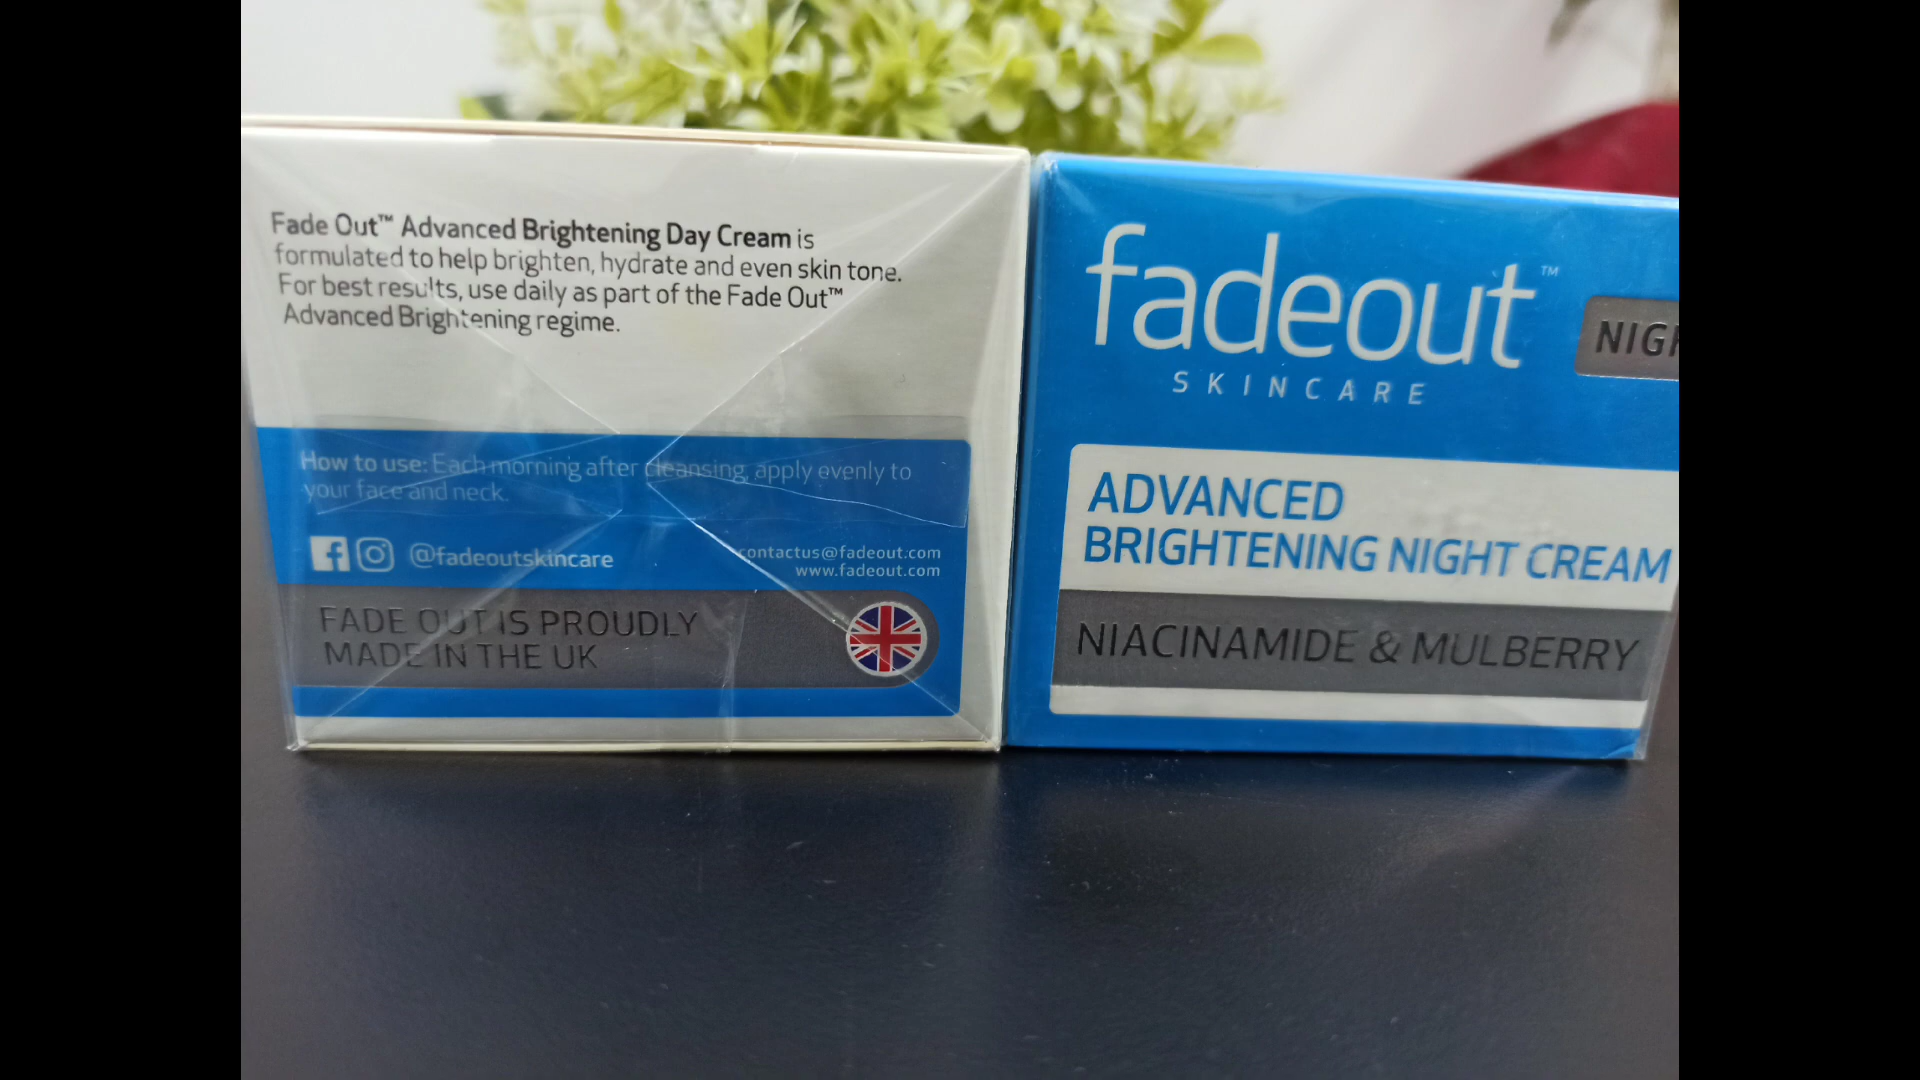 Fade Out™ Advanced Brightening Day Cream is
formulated to help brighten, hydrate and even skin tone.
For best results, use daily as part of the Fade Out™
Advanced Brightening regime.
How to use: Each morning after cleansing, apply evenly to
your face and neck.
@fadeoutskincare
contactus@fadeout.com
www.fadeout.com
FADE OUT IS PROUDLY
MADE IN THE UK
fadeout™
SKINCARE
ADVANCED
BRIGHTENING NIGHT CREAM
NIACINAMIDE & MULBERRY